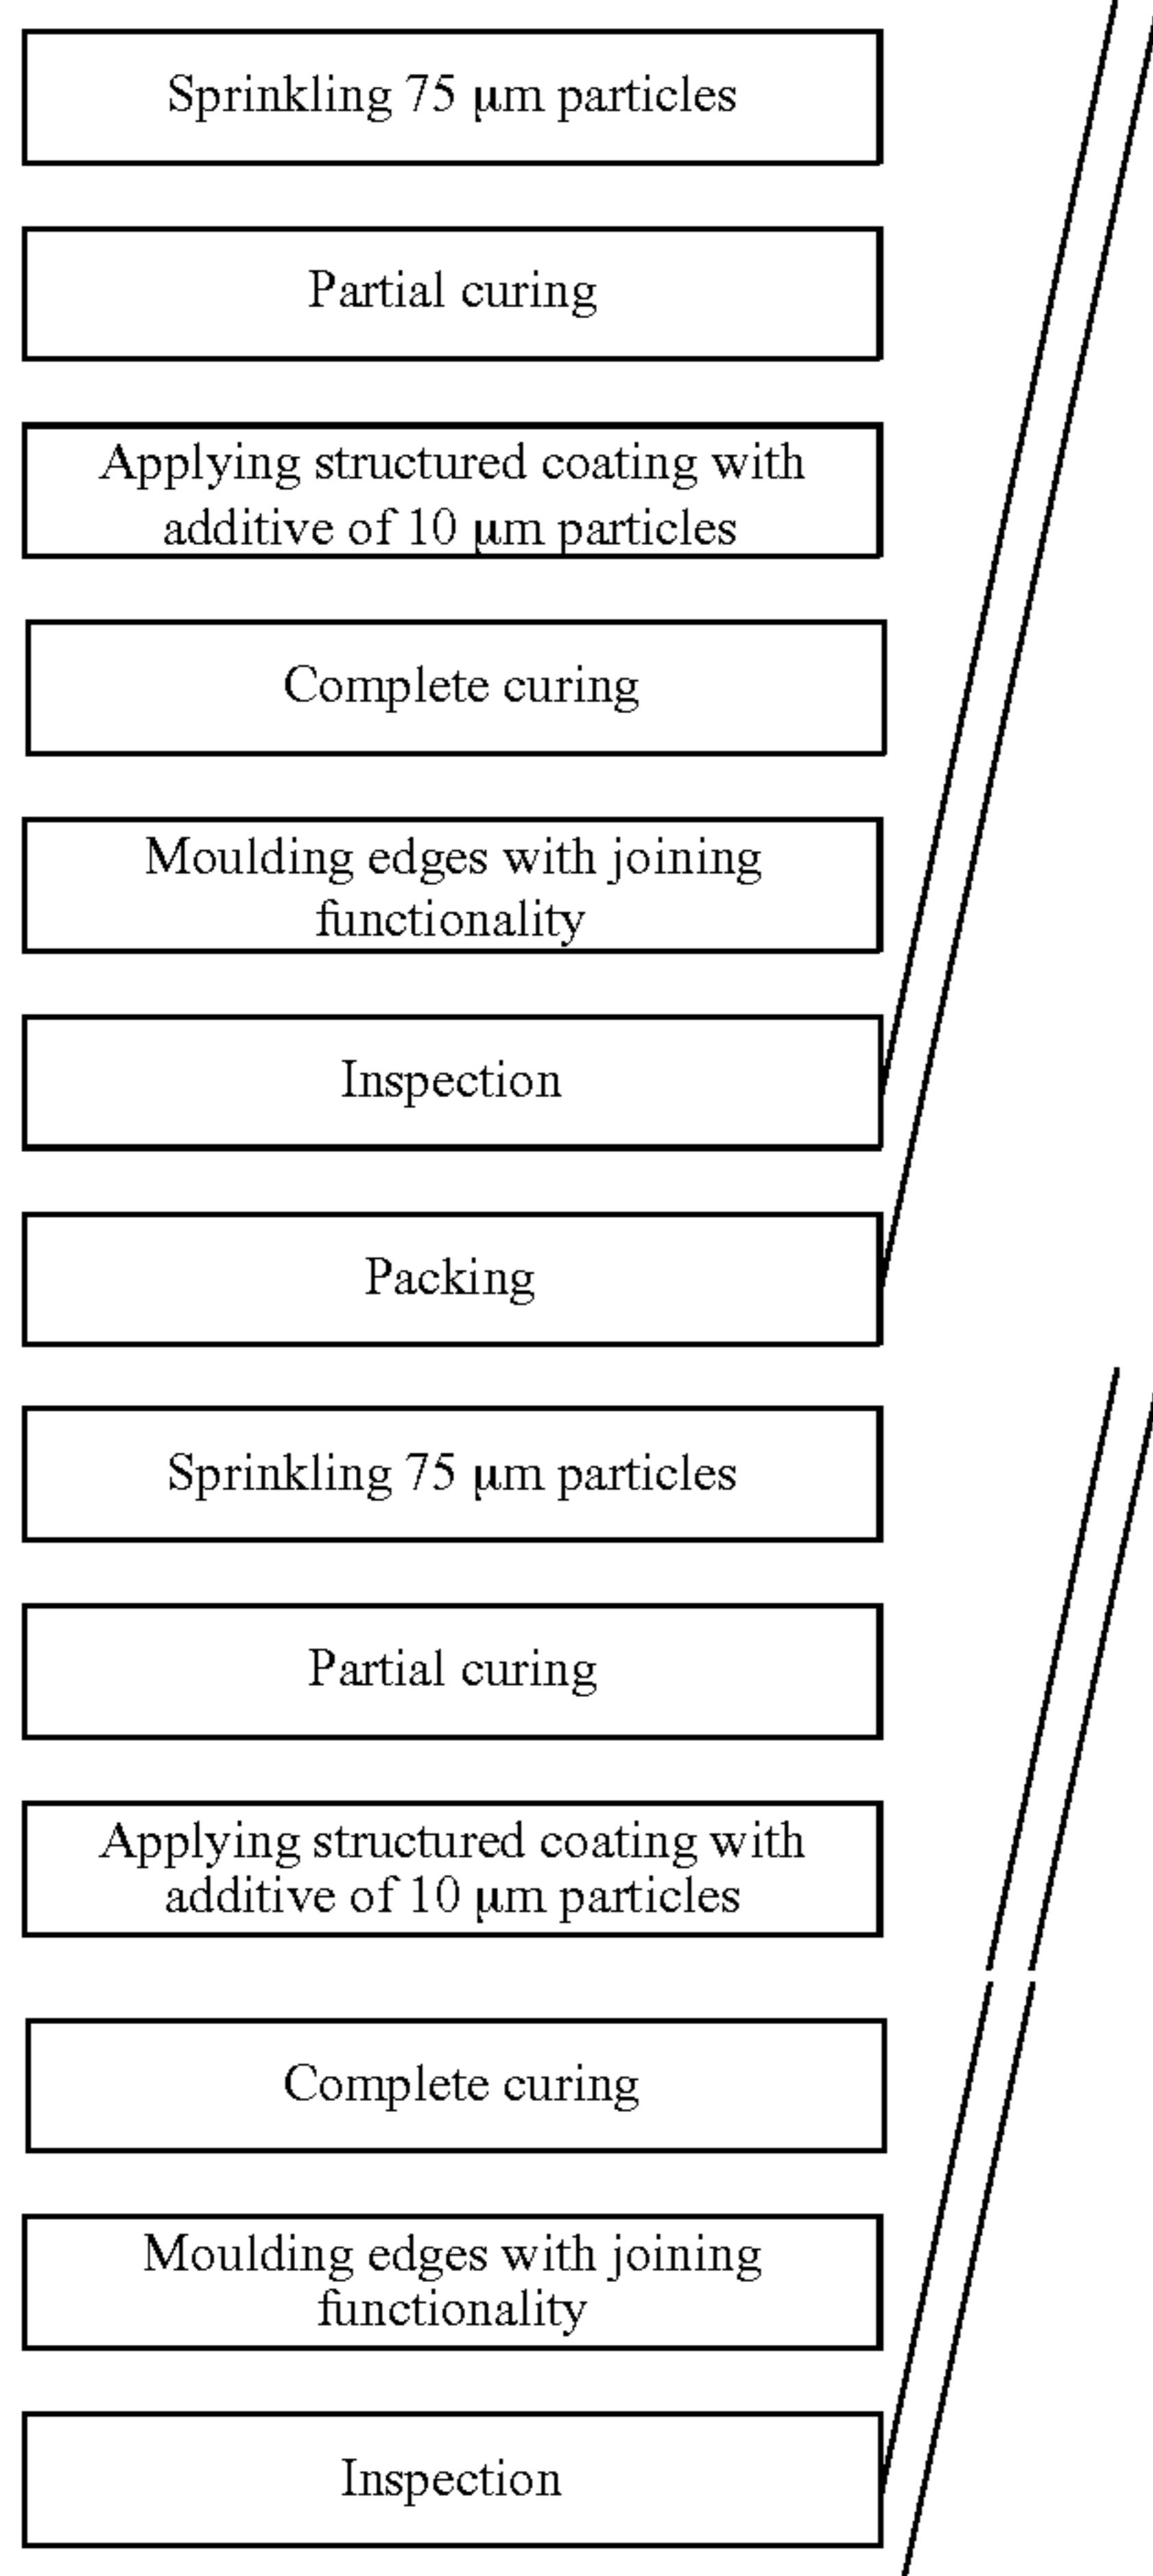 Sprinkling 75 μm particles
Partial curing
Applying structured coating with
additive of 10 μm particles
Complete curing
Moulding edges with joining
functionality
Inspection
Packing
Sprinkling 75 μm particles
Partial curing
Applying structured coating with
additive of 10 μm particles
Complete curing
Moulding edges with joining
functionality
Inspection